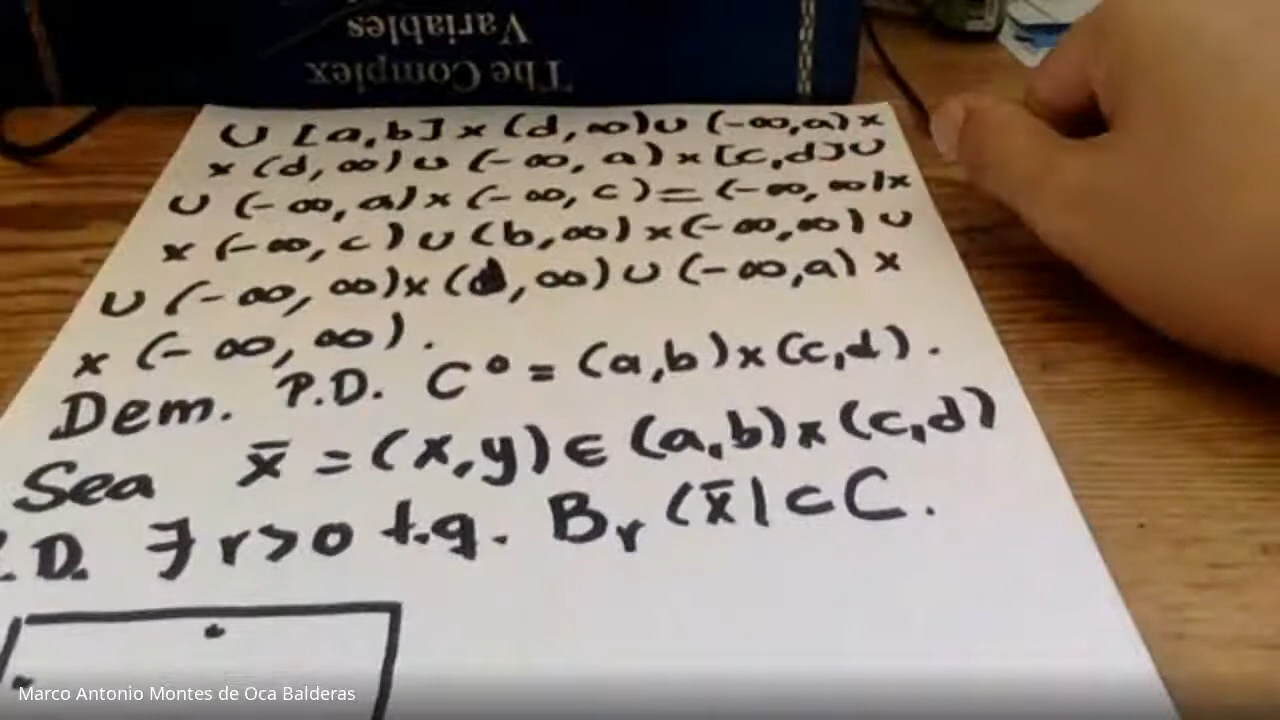 The Complex
Variables
∪ [a,b] × (d,∞) ∪ (-∞,a) ×
× (d,∞) ∪ (-∞, a) × [c,d] ∪
∪ (-∞,a) × (-∞, c) = (-∞,∞) ×
× (-∞,c) ∪ (b,∞) × (-∞,∞) ∪
∪ (-∞, ∞) × (d,∞) ∪ (-∞,a) ×
× (-∞,∞).
Dem. P.D. C° = (a,b) × (c,d).
Sea x̄ = (x,y) ∈ (a,b) × (c,d)
.D. ∃ r>0 t.q. Bᵣ(x̄) ⊂ C.
Marco Antonio Montes de Oca Balderas